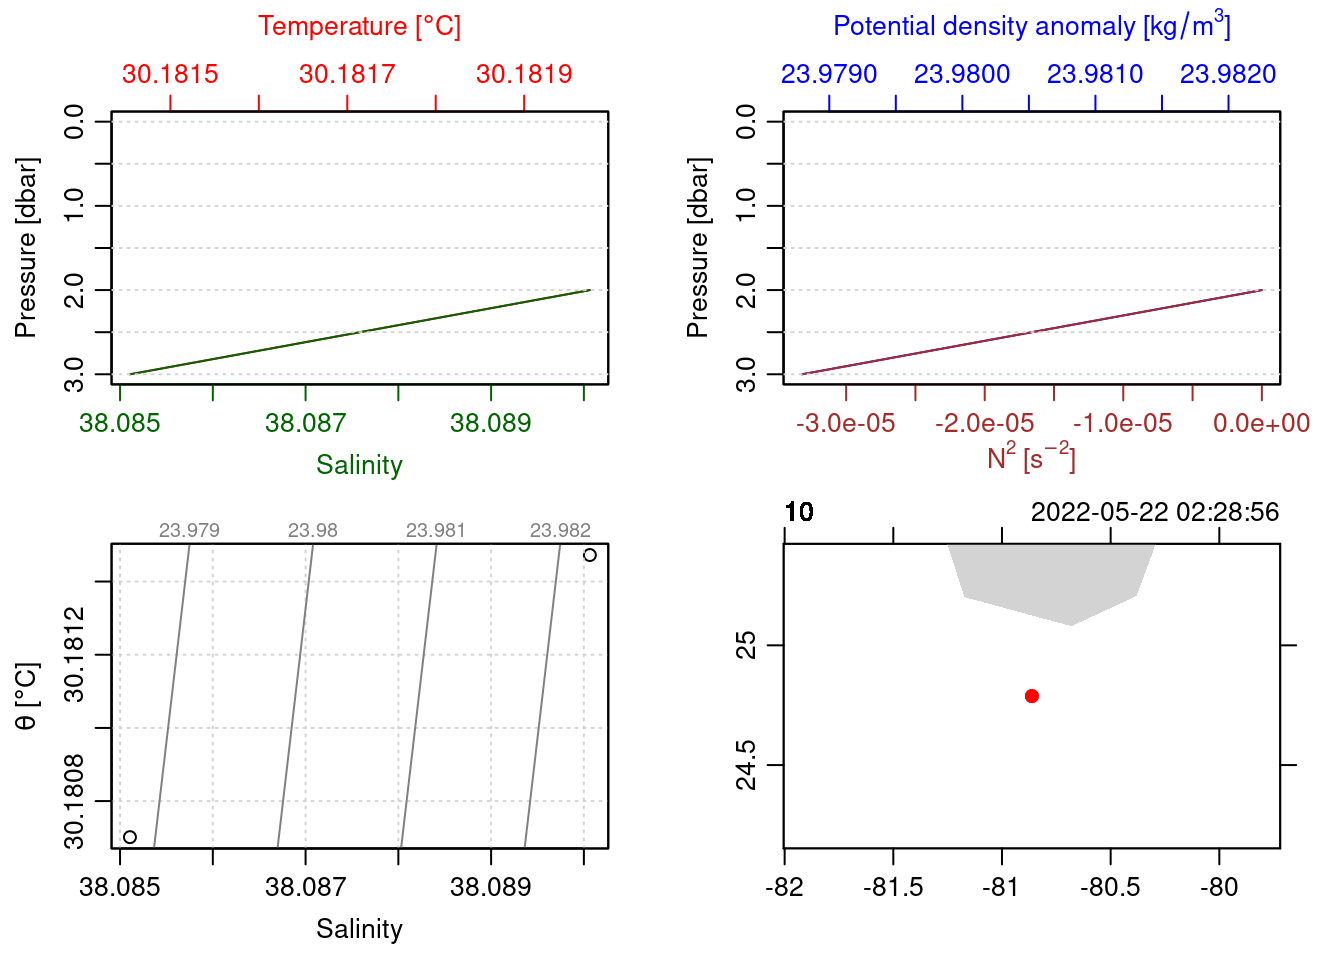 Temperature [°C]
30.1815 30.1817 30.1819
Pressure [dbar]
0.0 1.0 2.0 3.0
38.085 38.087 38.089
Salinity
Potential density anomaly [kg/m³]
23.9790 23.9800 23.9810 23.9820
Pressure [dbar]
0.0 1.0 2.0 3.0
-3.0e-05 -2.0e-05 -1.0e-05 0.0e+00
N² [s⁻²]
23.979 23.98 23.981 23.982
θ [°C]
30.1808 30.1812
38.085 38.087 38.089
Salinity
10 2022-05-22 02:28:56
25
24.5
-82 -81.5 -81 -80.5 -80